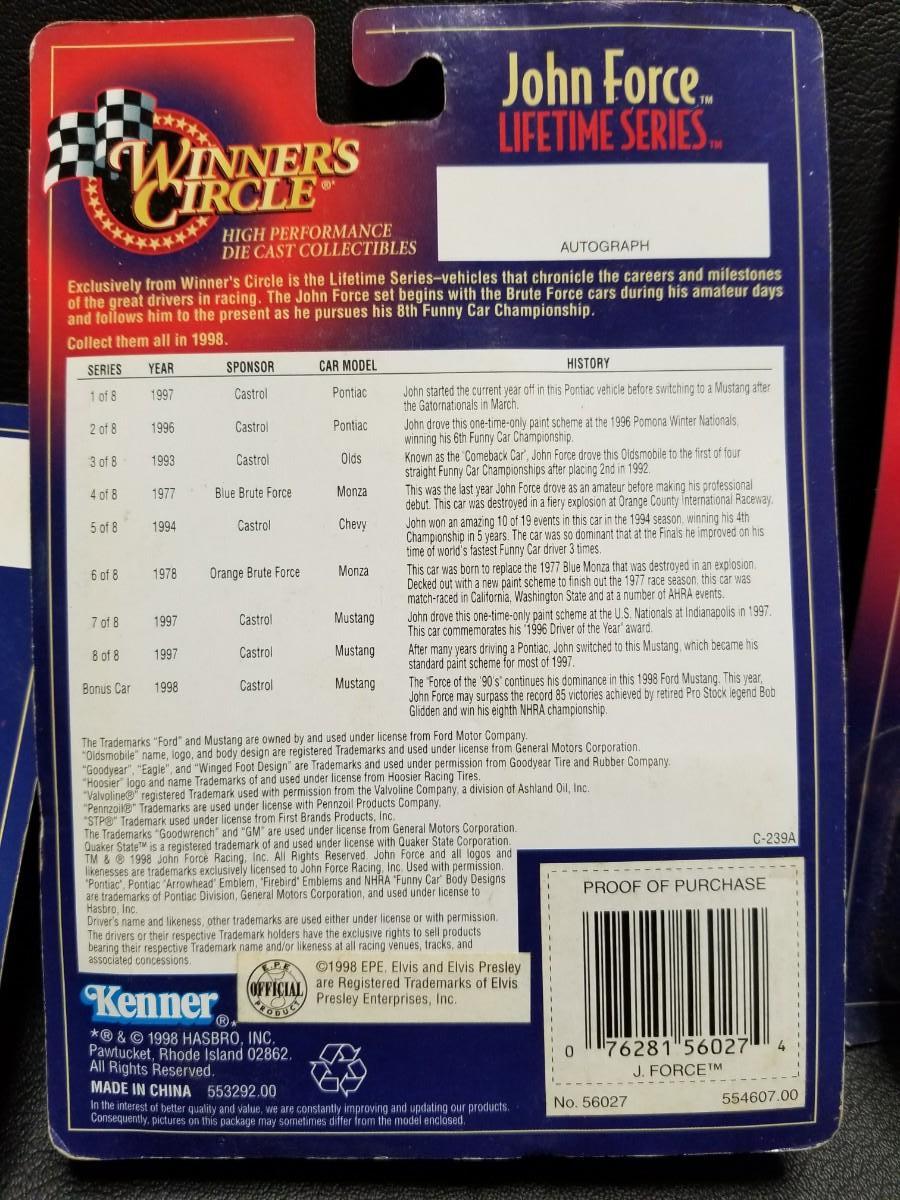 WINNER'S
CIRCLE®
HIGH PERFORMANCE
DIE CAST COLLECTIBLES
John Force™
LIFETIME SERIES™
AUTOGRAPH
Exclusively from Winner's Circle is the Lifetime Series–vehicles that chronicle the careers and milestones
of the great drivers in racing. The John Force set begins with the Brute Force cars during his amateur days
and follows him to the present as he pursues his 8th Funny Car Championship.
Collect them all in 1998.
SERIES YEAR SPONSOR CAR MODEL HISTORY
1 of 8 1997 Castrol Pontiac John started the current year off in this Pontiac vehicle before switching to a Mustang after
the Gatornationals in March.
2 of 8 1996 Castrol Pontiac John drove this one-time-only paint scheme at the 1996 Pomona Winter Nationals,
winning his 6th Funny Car Championship.
3 of 8 1993 Castrol Olds Known as the 'Comeback Car', John Force drove this Oldsmobile to the first of four
straight Funny Car Championships after placing 2nd in 1992.
4 of 8 1977 Blue Brute Force Monza This was the last year John Force drove as an amateur before making his professional
debut. This car was destroyed in a fiery explosion at Orange County International Raceway.
5 of 8 1994 Castrol Chevy John won an amazing 10 of 19 events in this car in the 1994 season, winning his 4th
Championship in 5 years. The car was so dominant that at the Finals he improved on his
time of world's fastest Funny Car driver 3 times.
6 of 8 1978 Orange Brute Force Monza This car was born to replace the 1977 Blue Monza that was destroyed in an explosion.
Decked out with a new paint scheme to finish out the 1977 race season, this car was
match-raced in California, Washington State and at a number of AHRA events.
7 of 8 1997 Castrol Mustang John drove this one-time-only paint scheme at the U.S. Nationals at Indianapolis in 1997.
This car commemorates his '1996 Driver of the Year' award.
8 of 8 1997 Castrol Mustang After many years driving a Pontiac, John switched to this Mustang, which became his
standard paint scheme for most of 1997.
Bonus Car 1998 Castrol Mustang The 'Force of the '90's' continues his dominance in this 1998 Ford Mustang. This year,
John Force may surpass the record 85 victories achieved by retired Pro Stock legend Bob
Glidden and win his eighth NHRA championship.
The Trademarks "Ford" and Mustang are owned by and used under license from Ford Motor Company.
"Oldsmobile" name, logo, and body design are registered Trademarks and used under license from General Motors Corporation.
"Goodyear", "Eagle", and "Winged Foot Design" are Trademarks and used under permission from Goodyear Tire and Rubber Company.
"Hoosier" logo and name Trademarks of and used under license from Hoosier Racing Tires.
"Valvoline®" registered Trademark used with permission from the Valvoline Company, a division of Ashland Oil, Inc.
"Pennzoil®" Trademarks are used under license with Pennzoil Products Company.
"STP®" Trademark used under license from First Brands Products, Inc.
The Trademarks "Goodwrench" and "GM" are used under license from General Motors Corporation.
Quaker State™ is a registered trademark of and used under license with Quaker State Corporation.
TM & ® 1998 John Force Racing, Inc. All Rights Reserved. John Force and all logos and
likenesses are trademarks exclusively licensed to John Force Racing, Inc. Used with permission.
'Pontiac', Pontiac 'Arrowhead' Emblem, 'Firebird' Emblems and NHRA 'Funny Car' Body Designs
are trademarks of Pontiac Division, General Motors Corporation, and used under license to
Hasbro, Inc.
Driver's name and likeness, other trademarks are used either under license or with permission.
The drivers or their respective Trademark holders have the exclusive rights to sell products
bearing their respective Trademark name and/or likeness at all racing venues, tracks, and
associated concessions.
C-239A
E.P.E.
OFFICIAL
PRODUCT
©1998 EPE. Elvis and Elvis Presley
are Registered Trademarks of Elvis
Presley Enterprises, Inc.
Kenner®*
*® & © 1998 HASBRO, INC.
Pawtucket, Rhode Island 02862.
All Rights Reserved.
MADE IN CHINA 553292.00
In the interest of better quality and value, we are constantly improving and updating our products.
Consequently, pictures on this package may sometimes differ from the model enclosed.
PROOF OF PURCHASE
0 76281 56027 4
J. FORCE™
No. 56027 554607.00